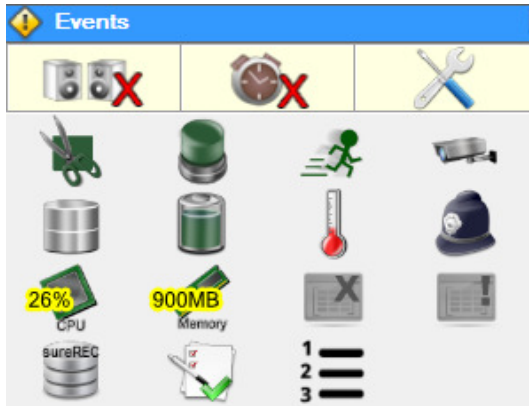 Events
26%
CPU
900MB
Memory
sureREC
1
2
3